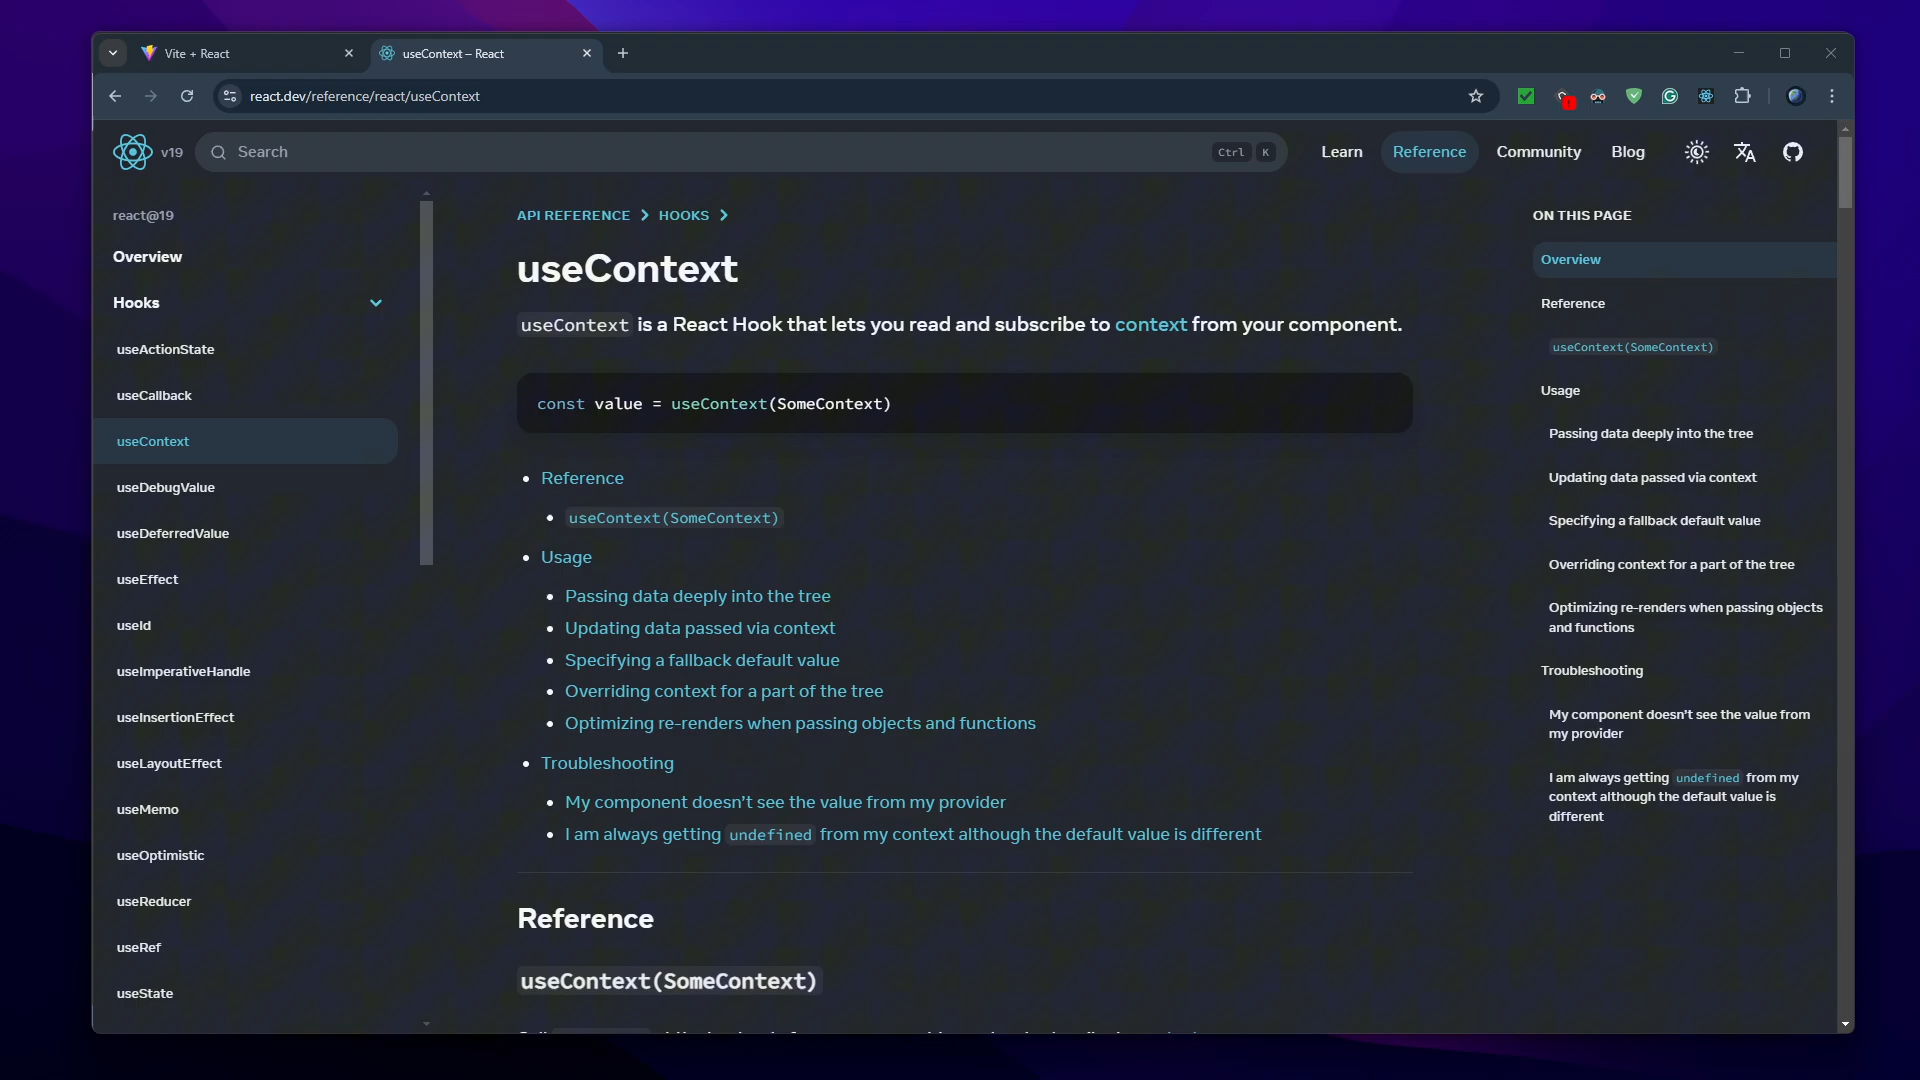 Vite + React
useContext – React
react.dev/reference/react/useContext
v19
Search
Ctrl K
Learn
Reference
Community
Blog
react@19
Overview
Hooks
useActionState
useCallback
useContext
useDebugValue
useDeferredValue
useEffect
useId
useImperativeHandle
useInsertionEffect
useLayoutEffect
useMemo
useOptimistic
useReducer
useRef
useState
API REFERENCE
HOOKS
useContext
useContext is a React Hook that lets you read and subscribe to context from your component.
const value = useContext(SomeContext)
Reference
useContext(SomeContext)
Usage
Passing data deeply into the tree
Updating data passed via context
Specifying a fallback default value
Overriding context for a part of the tree
Optimizing re-renders when passing objects and functions
Troubleshooting
My component doesn’t see the value from my provider
I am always getting undefined from my context although the default value is different
Reference
useContext(SomeContext)
ON THIS PAGE
Overview
Reference
useContext(SomeContext)
Usage
Passing data deeply into the tree
Updating data passed via context
Specifying a fallback default value
Overriding context for a part of the tree
Optimizing re-renders when passing objects
and functions
Troubleshooting
My component doesn’t see the value from
my provider
I am always getting undefined from my
context although the default value is
different